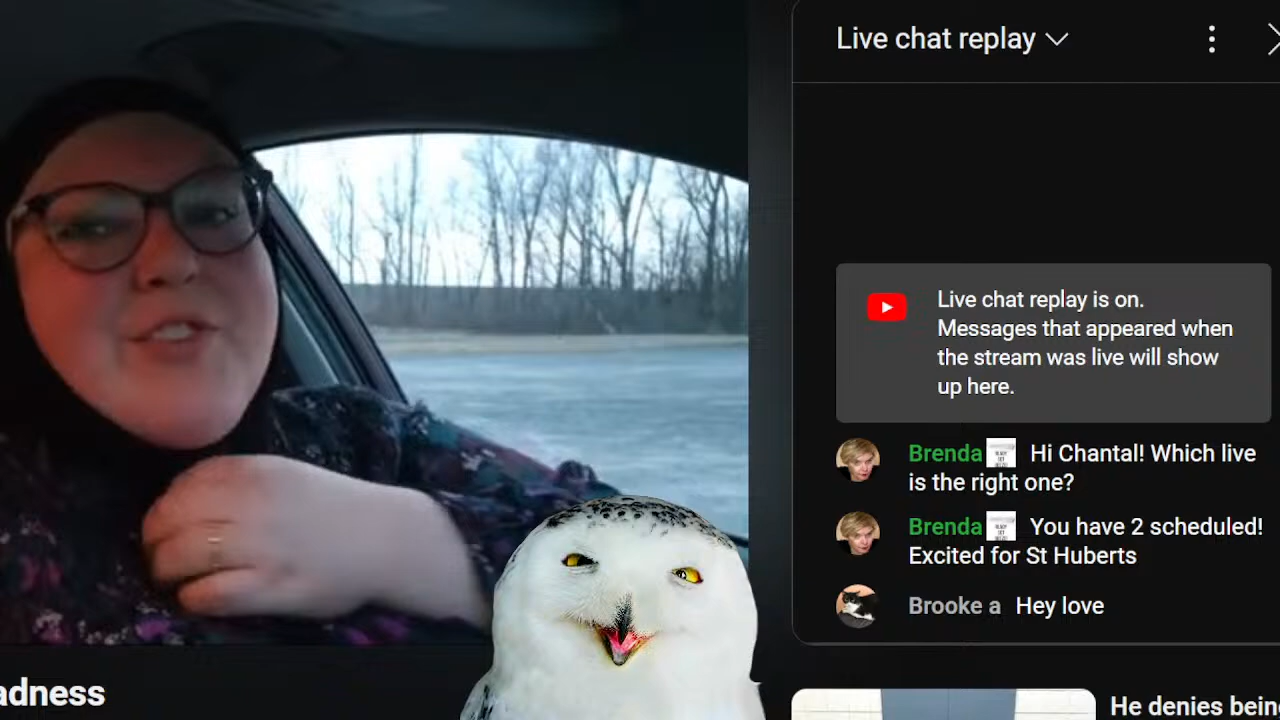 Live chat replay
Live chat replay is on.
Messages that appeared when
the stream was live will show
up here.
Brenda Hi Chantal! Which live
is the right one?
Brenda You have 2 scheduled!
Excited for St Huberts
Brooke a Hey love
adness
He denies bein